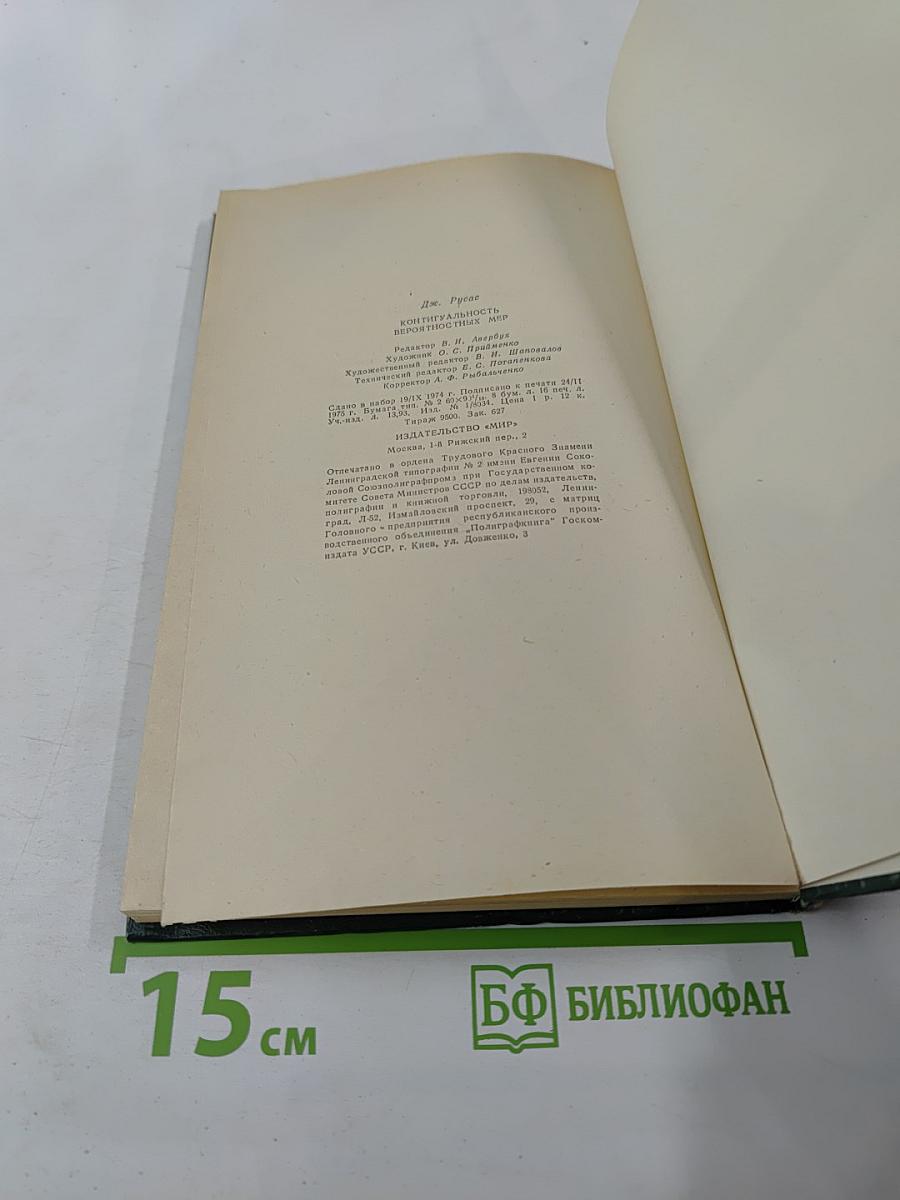 Дж. Русас
КОНТИГУАЛЬНОСТЬ
ВЕРОЯТНОСТНЫХ МЕР
Редактор В. И. Авербух
Художник О. С. Прийменко
Художественный редактор В. И. Шаповалов
Технический редактор Е. С. Потапенкова
Корректор А. Ф. Рыбальченко
Сдано в набор 19/IX 1974 г. Подписано к печати 24/II
1975 г. Бумага тип. № 2 8 бум. л. 16 печ. л.
Уч.-изд. л. 13,93. Изд. № 1/8034. Цена 1 р. 12 к.
Тираж 9500. Зак. 627
ИЗДАТЕЛЬСТВО «МИР»
Москва, 1-й Рижский пер., 2
Отпечатано в ордена Трудового Красного Знамени
Ленинградской типографии № 2 имени Евгении Соко-
ловой Союзполиграфпрома при Государственном ко-
митете Совета Министров СССР по делам издательств,
полиграфии и книжной торговли, 198052, Ленин-
град, Л-52, Измайловский проспект, 29, с матриц
Головного предприятия республиканского произ-
водственного объединения „Полиграфкнига" Госком-
издата УССР, г. Киев, ул. Довженко, 3
15 см
БФ БИБЛИОФАН